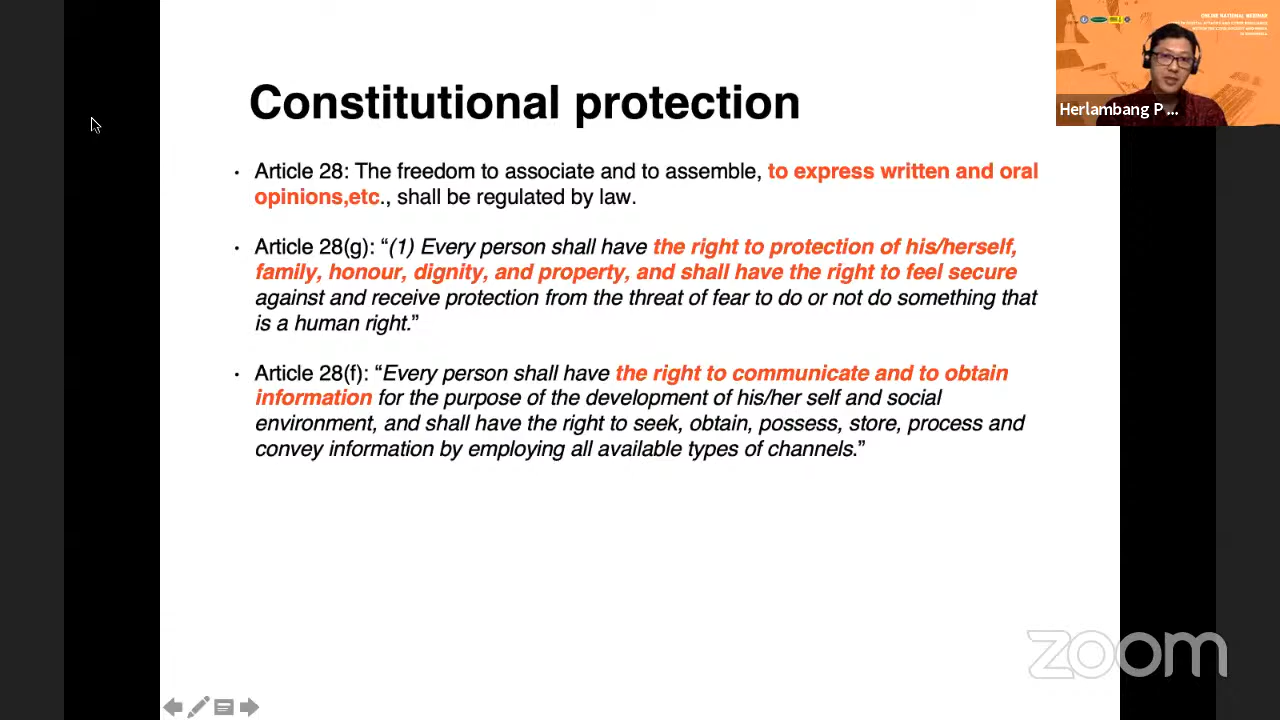 Constitutional protection
• Article 28: The freedom to associate and to assemble, to express written and oral
opinions,etc., shall be regulated by law.
• Article 28(g): “(1) Every person shall have the right to protection of his/herself,
family, honour, dignity, and property, and shall have the right to feel secure
against and receive protection from the threat of fear to do or not do something that
is a human right.”
• Article 28(f): “Every person shall have the right to communicate and to obtain
information for the purpose of the development of his/her self and social
environment, and shall have the right to seek, obtain, possess, store, process and
convey information by employing all available types of channels.”
ONLINE NATIONAL WEBINAR
Herlambang P ...
zoom